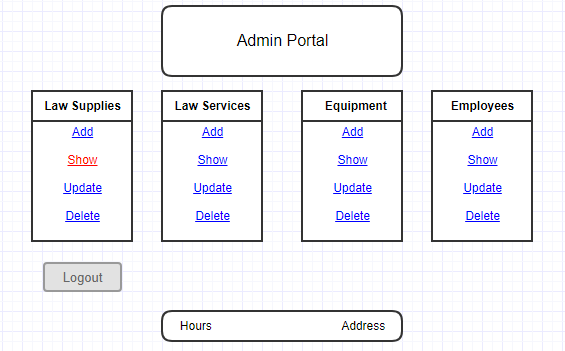 Admin Portal
Law Supplies
Add
Show
Update
Delete
Law Services
Add
Show
Update
Delete
Equipment
Add
Show
Update
Delete
Employees
Add
Show
Update
Delete
Logout
Hours
Address